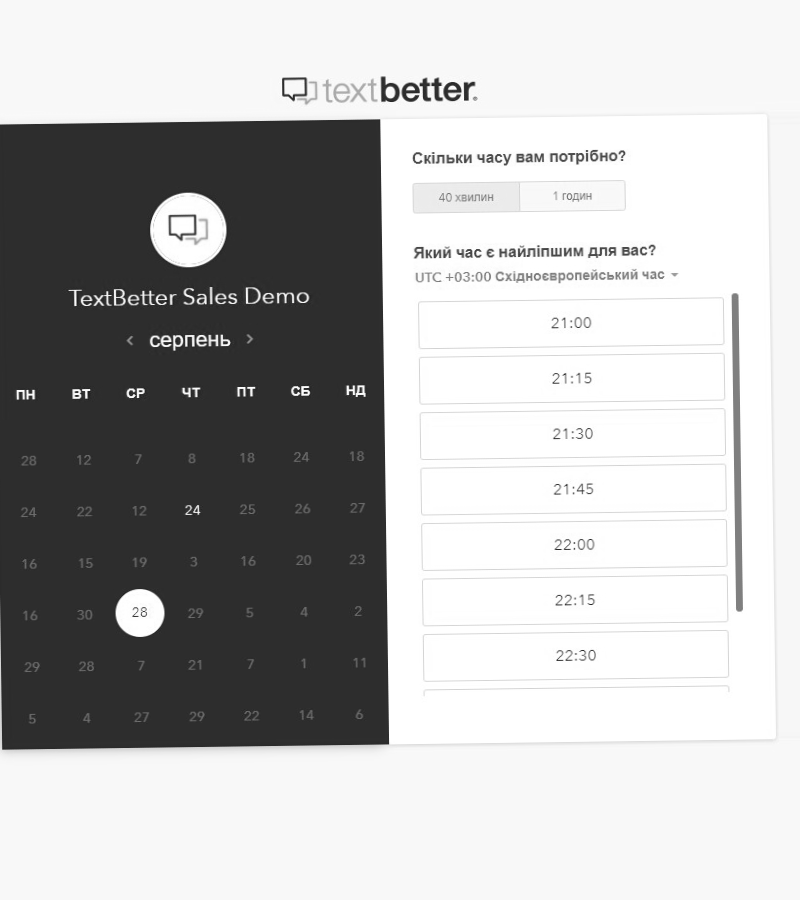 textbetter.
TextBetter Sales Demo
серпень
ПН ВТ СР ЧТ ПТ СБ НД
28 12 7 8 18 24 18
24 22 12 24 25 26 27
16 15 19 3 16 20 23
16 30 28 29 5 4 2
29 28 7 21 7 1 11
5 4 27 29 22 14 6
Скільки часу вам потрібно?
40 хвилин 1 годин
Який час є найліпшим для вас?
UTC +03:00 Східноєвропейський час
21:00
21:15
21:30
21:45
22:00
22:15
22:30